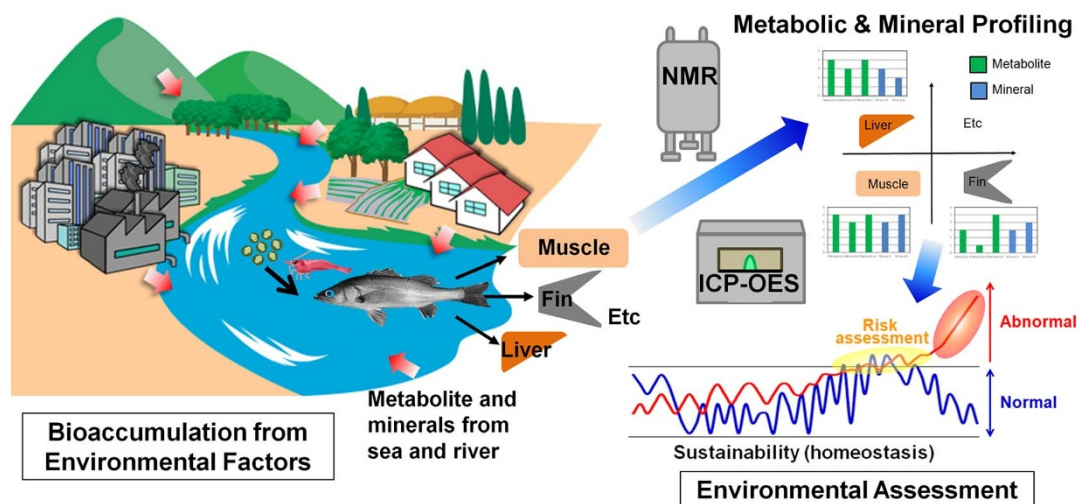 Metabolic & Mineral Profiling
NMR
Metabolite
Mineral
Liver
Etc
Muscle
Fin
ICP-OES
Muscle
Fin
Etc
Liver
Metabolite and
minerals from
sea and river
Bioaccumulation from
Environmental Factors
Risk
assessment
Abnormal
Normal
Sustainability (homeostasis)
Environmental Assessment